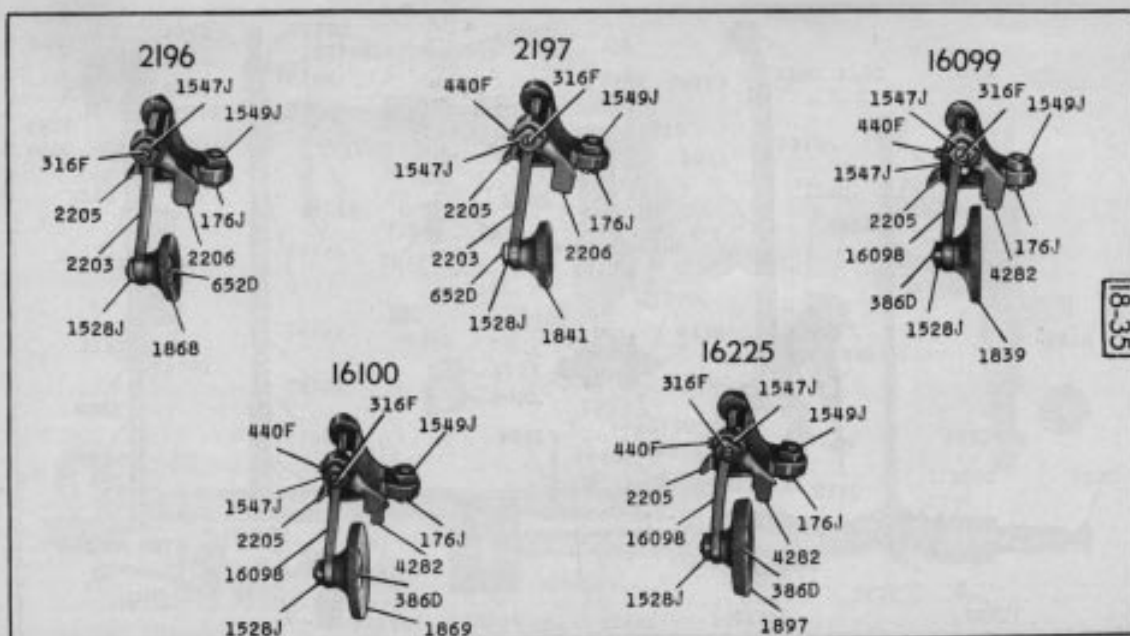 2196
1547J
1549J
316F
2205
176J
2203
2206
652D
1528J
1868
2197
440F
316F
1549J
1547J
2205
176J
2203
2206
652D
1528J
1841
16099
1547J
316F
1549J
440F
1547J
2205
16098
176J
4282
386D
1528J
1839
18-35
16100
316F
440F
1549J
1547J
2205
176J
16098
4282
386D
1528J
1869
16225
316F
1547J
1549J
440F
2205
176J
16098
4282
386D
1528J
1897